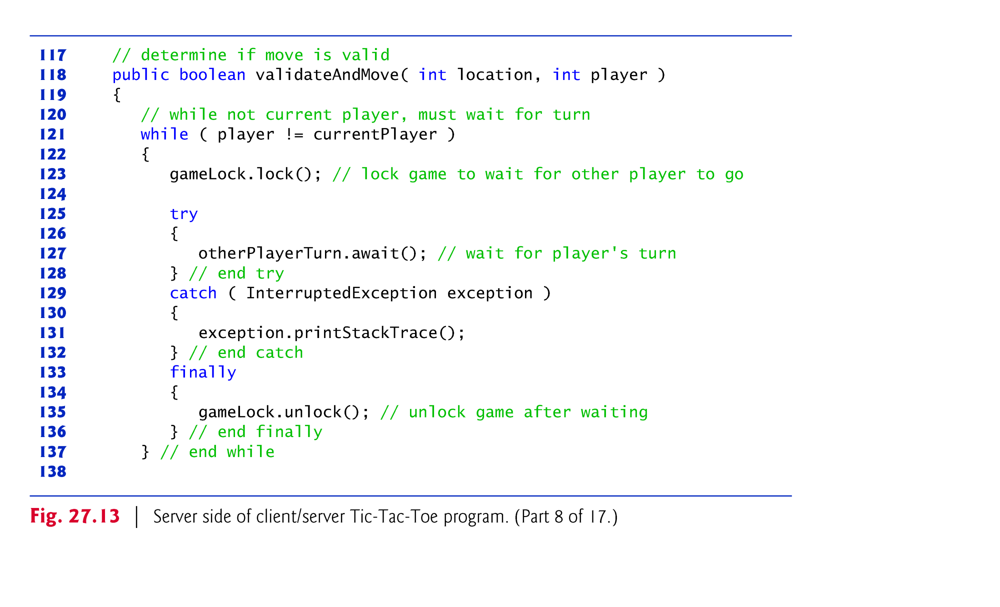 117 // determine if move is valid
118 public boolean validateAndMove( int location, int player )
119 {
120 // while not current player, must wait for turn
121 while ( player != currentPlayer )
122 {
123 gameLock.lock(); // lock game to wait for other player to go
124
125 try
126 {
127 otherPlayerTurn.await(); // wait for player's turn
128 } // end try
129 catch ( InterruptedException exception )
130 {
131 exception.printStackTrace();
132 } // end catch
133 finally
134 {
135 gameLock.unlock(); // unlock game after waiting
136 } // end finally
137 } // end while
138
Fig. 27.13 | Server side of client/server Tic-Tac-Toe program. (Part 8 of 17.)